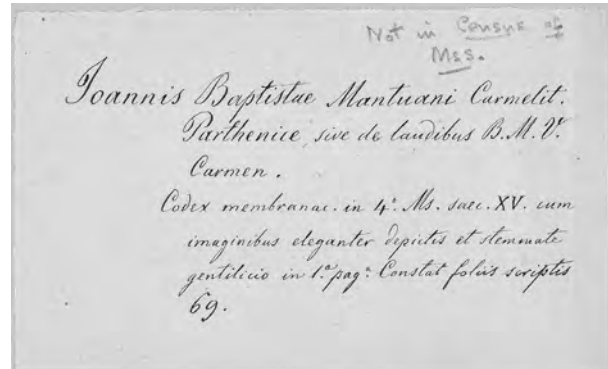 Not in Census of
Mss.
Joannis Baptistae Mantuani Carmelit.
Parthenice, sive de laudibus B. M. V.
Carmen.
Codex membranac. in 4.° Ms. saec. XV. cum
imaginibus eleganter depictis et stemmate
gentilicio in 1.ª pag.ª Constat foliis scriptis
69.